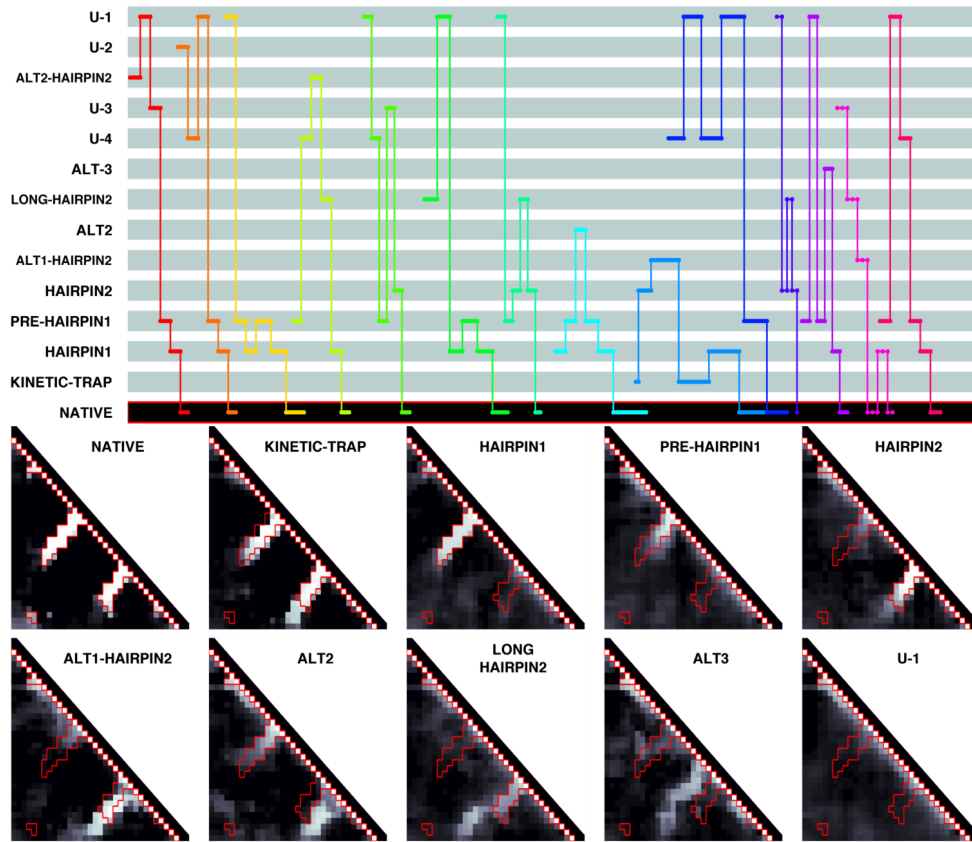 U-1
U-2
ALT2-HAIRPIN2
U-3
U-4
ALT-3
LONG-HAIRPIN2
ALT2
ALT1-HAIRPIN2
HAIRPIN2
PRE-HAIRPIN1
HAIRPIN1
KINETIC-TRAP
NATIVE
NATIVE KINETIC-TRAP HAIRPIN1 PRE-HAIRPIN1 HAIRPIN2
ALT1-HAIRPIN2 ALT2 LONG
HAIRPIN2 ALT3 U-1